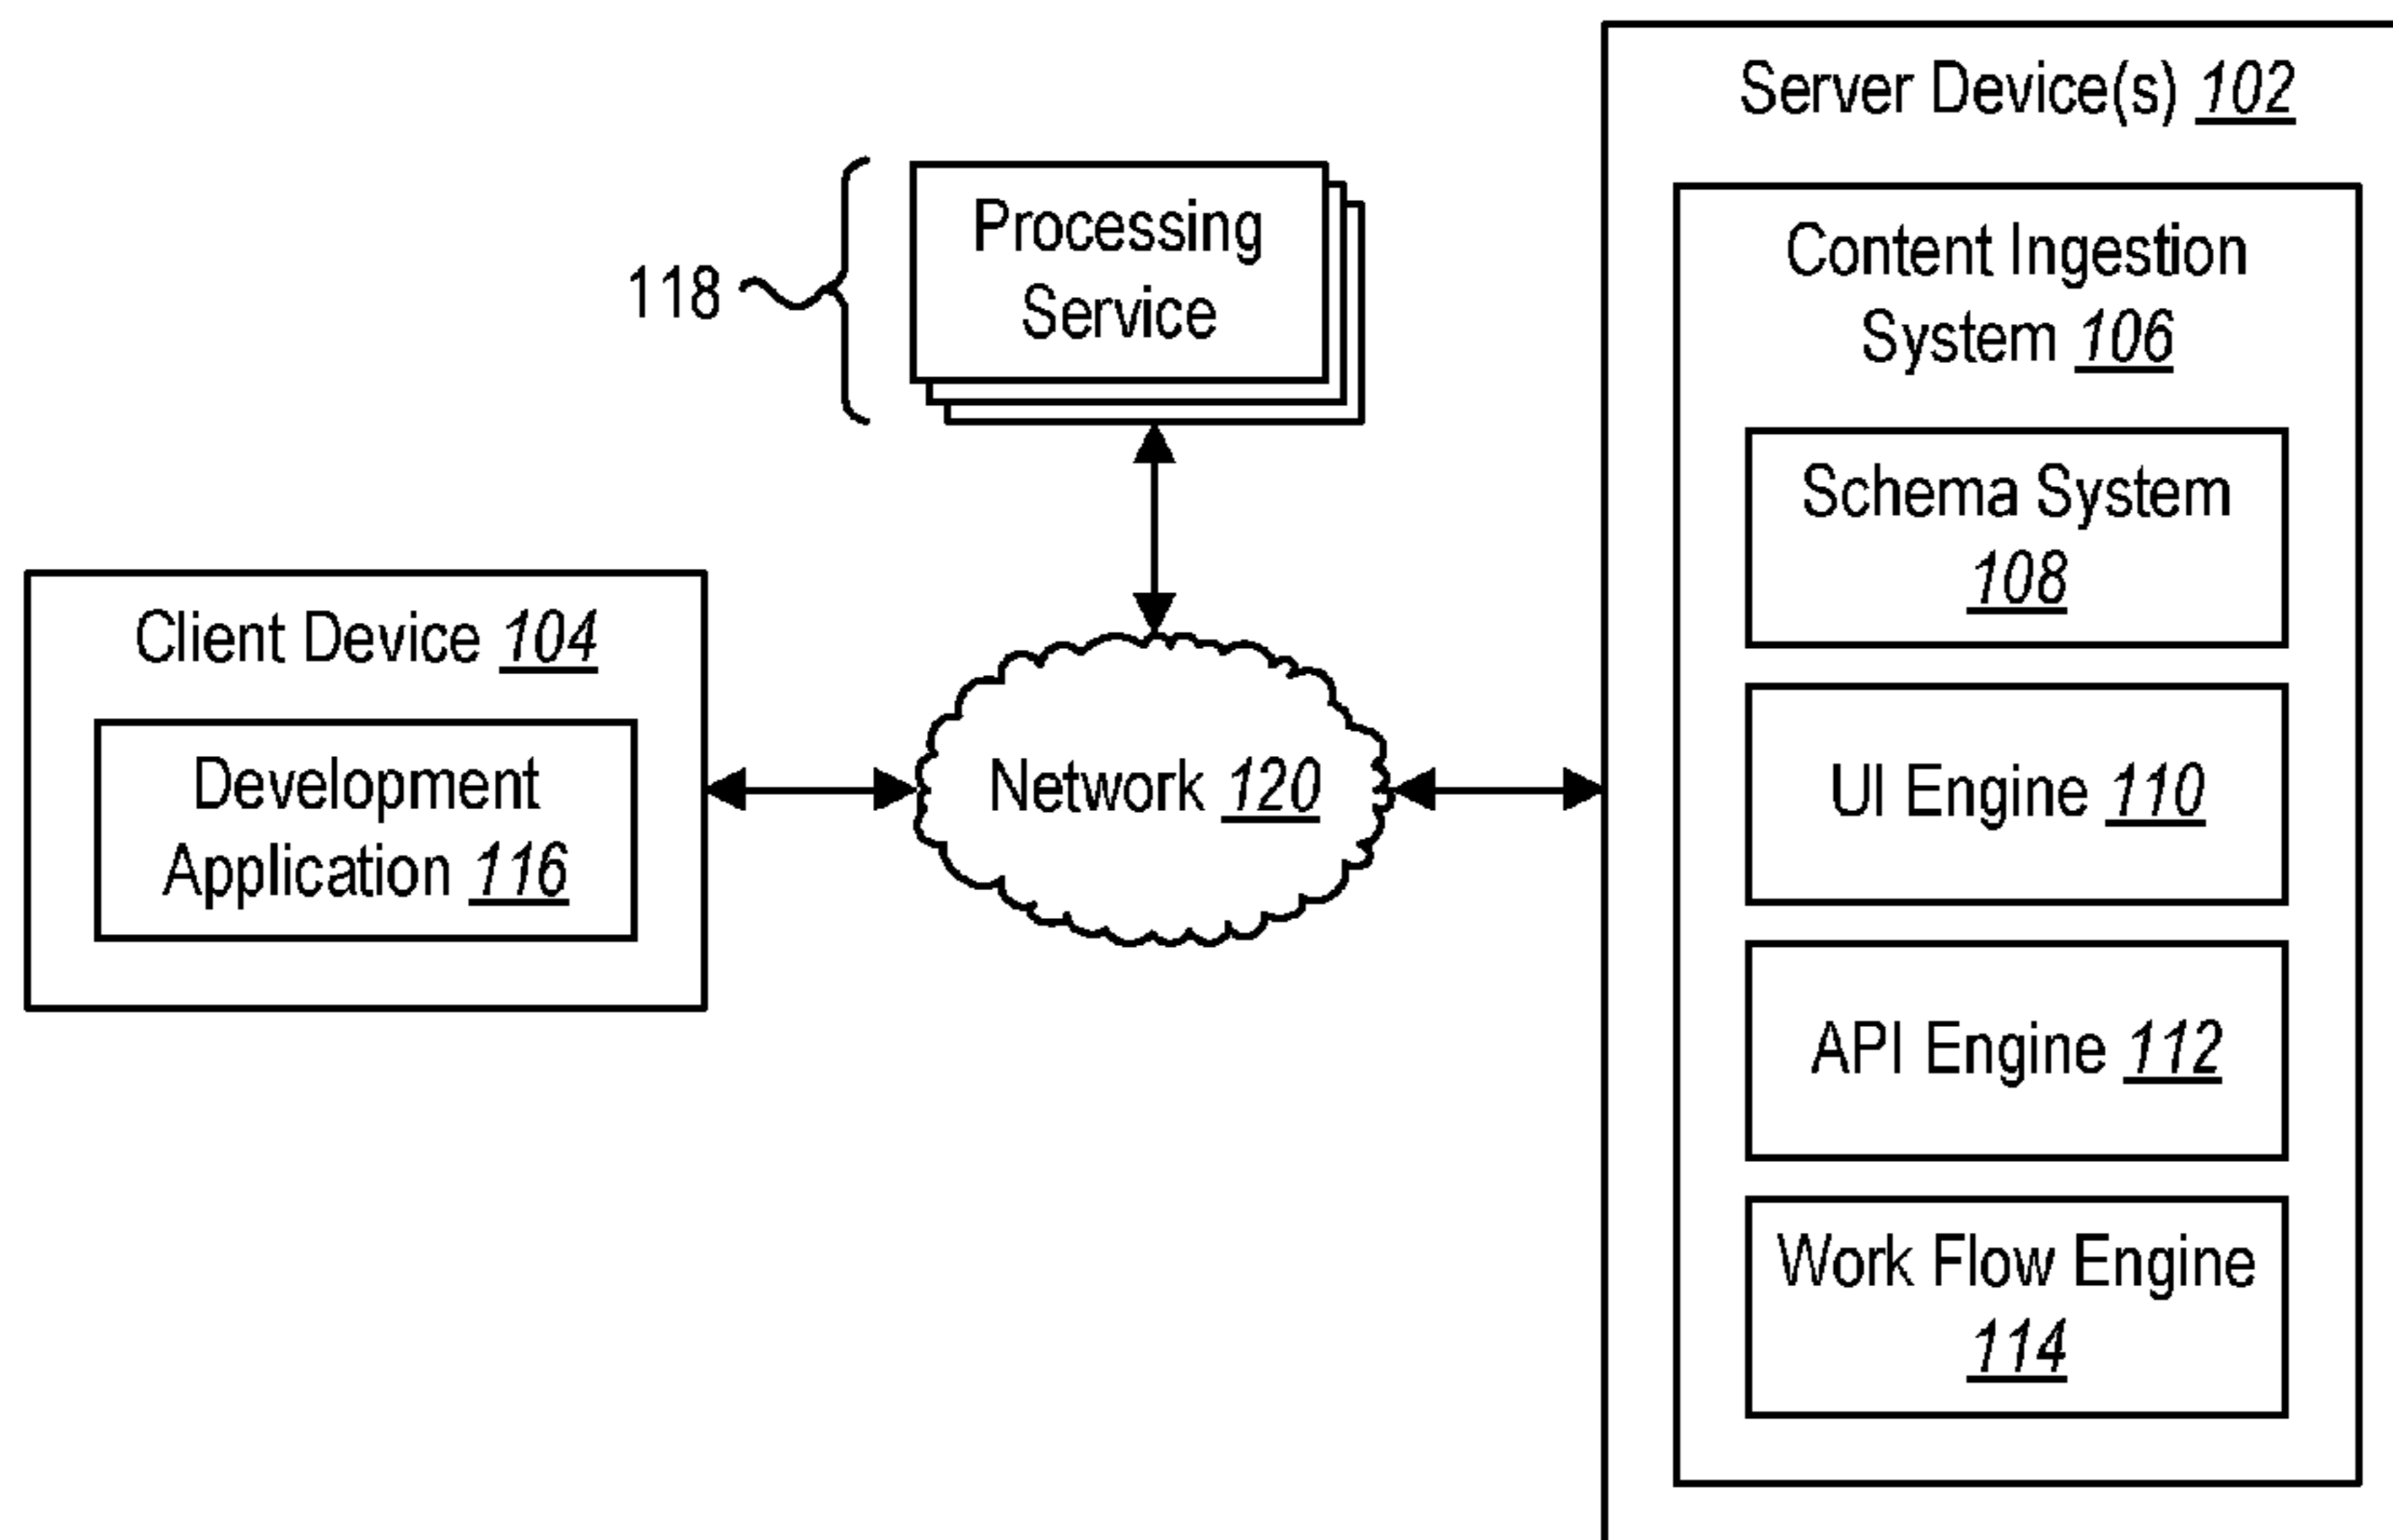 Server Device(s) 102
Content Ingestion
System 106
Schema System
108
UI Engine 110
API Engine 112
Work Flow Engine
114
Processing
Service
118
Client Device 104
Development
Application 116
Network 120